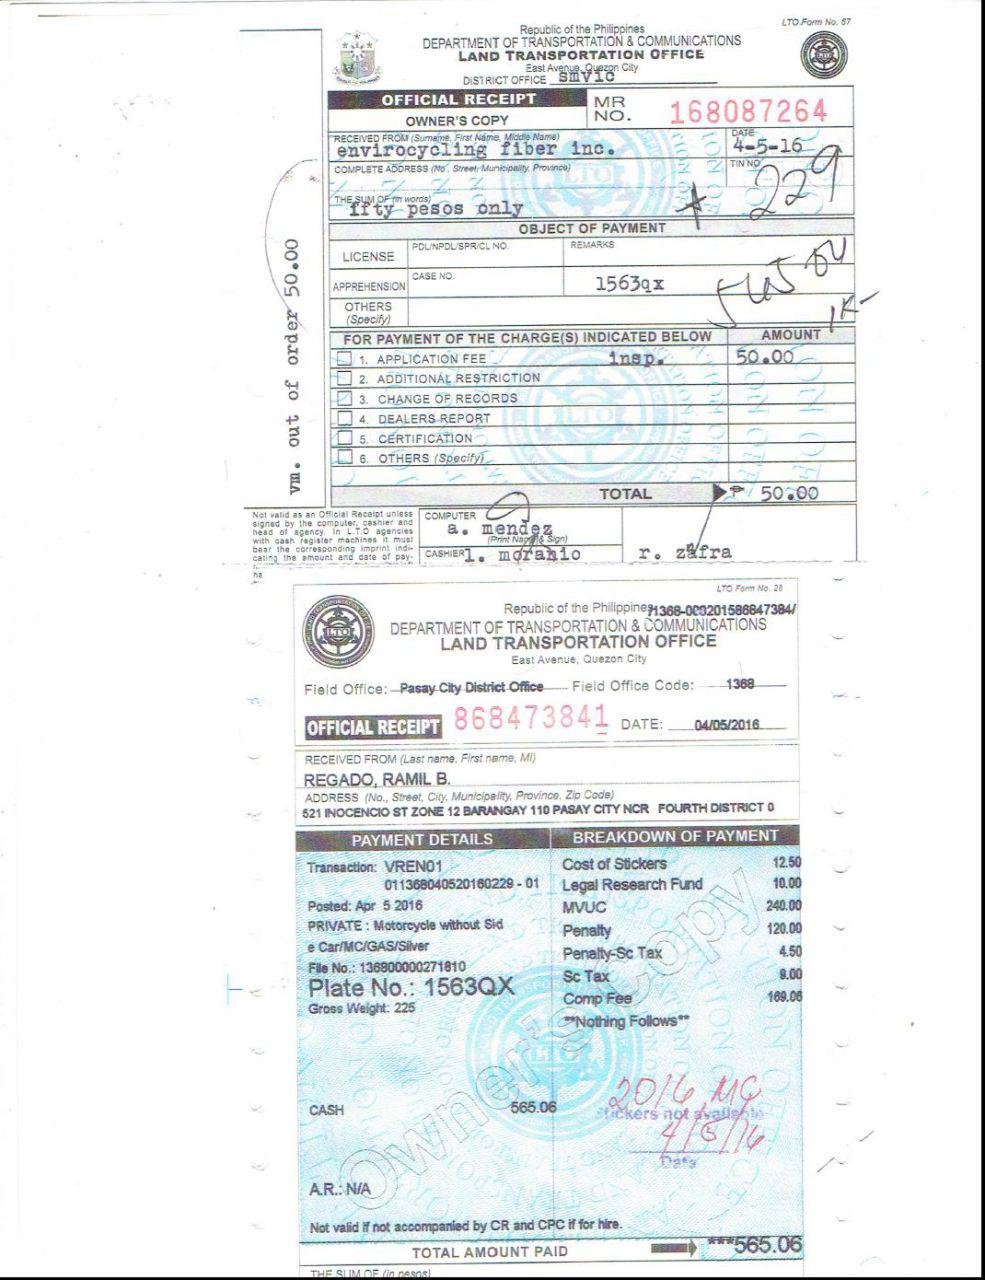 LTO Form No. 67
Republic of the Philippines
DEPARTMENT OF TRANSPORTATION & COMMUNICATIONS
LAND TRANSPORTATION OFFICE
East Avenue, Quezon City
DISTRICT OFFICE smvic
OFFICIAL RECEIPT
OWNER'S COPY
MR NO. 168087264
RECEIVED FROM (Surname, First Name, Middle Name)
envirocycling fiber inc.
DATE
4-5-16
COMPLETE ADDRESS (No. Street, Municipality, Province)
TIN NO
229
THE SUM OF (in words)
fifty pesos only
OBJECT OF PAYMENT
LICENSE
PDL/NPDL/SPR/CL NO.
REMARKS
APPREHENSION
CASE NO.
1563qx
OTHERS
(Specify)
FOR PAYMENT OF THE CHARGE(S) INDICATED BELOW
AMOUNT
1. APPLICATION FEE insp. 50.00
2. ADDITIONAL RESTRICTION
3. CHANGE OF RECORDS
4. DEALERS REPORT
5. CERTIFICATION
6. OTHERS (Specify)
TOTAL ₱ 50.00
vm. out of order 50.00
Not valid as an Official Receipt unless
signed by the computer, cashier and
head of agency. In L.T.O agencies
with cash register machines it must
bear the corresponding imprint indi-
cating the amount and date of pay-
COMPUTER
a. mendez
(Print Name & Sign)
CASHIER l. moranio
r. zafra
LTO Form No. 28
Republic of the Philippines
DEPARTMENT OF TRANSPORTATION & COMMUNICATIONS
LAND TRANSPORTATION OFFICE
East Avenue, Quezon City
Field Office: Pasay City District Office Field Office Code: 1368
OFFICIAL RECEIPT 868473841 DATE: 04/05/2016
RECEIVED FROM (Last name, First name, MI)
REGADO, RAMIL B.
ADDRESS (No., Street, City, Municipality, Province, Zip Code)
521 INOCENCIO ST ZONE 12 BARANGAY 110 PASAY CITY NCR FOURTH DISTRICT 0
PAYMENT DETAILS
BREAKDOWN OF PAYMENT
Transaction: VREN01
011368040520160229 - 01
Posted: Apr 5 2016
PRIVATE : Motorcycle without Sid
e Car/MC/GAS/Silver
File No.: 136800000271810
Plate No.: 1563QX
Gross Weight: 225
Cost of Stickers 12.50
Legal Research Fund 10.00
MVUC 240.00
Penalty 120.00
Penalty-Sc Tax 4.50
Sc Tax 9.00
Comp Fee 169.06
**Nothing Follows**
CASH 565.06
2016 MC
Stickers not available
4/5/16
Date
Owner's Copy
A.R.: N/A
Not valid if not accompanied by CR and CPC if for hire.
TOTAL AMOUNT PAID ***565.06
THE SUM OF (in pesos)